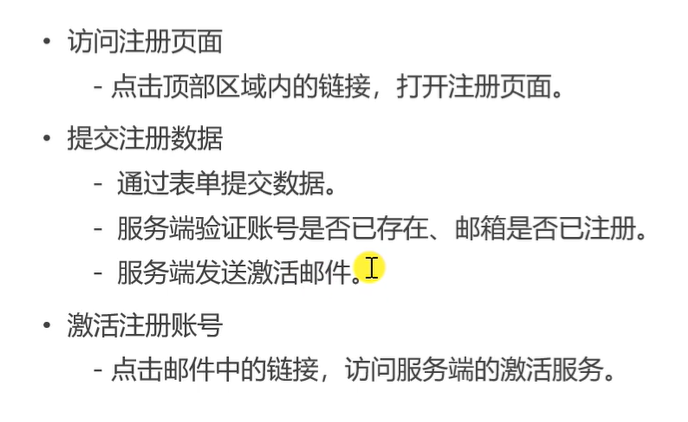 • 访问注册页面
- 点击顶部区域内的链接，打开注册页面。
• 提交注册数据
- 通过表单提交数据。
- 服务端验证账号是否已存在、邮箱是否已注册。
- 服务端发送激活邮件。
• 激活注册账号
- 点击邮件中的链接，访问服务端的激活服务。